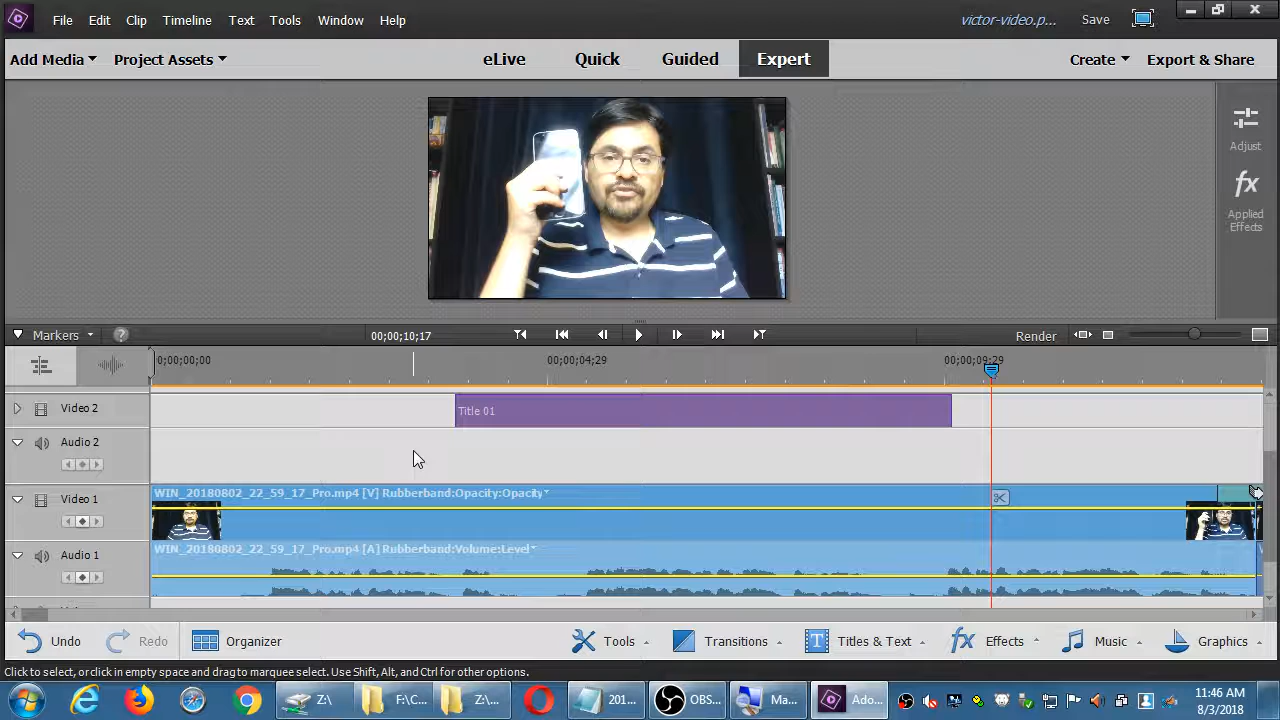 File Edit Clip Timeline Text Tools Window Help victor-video.p... Save
Add Media Project Assets eLive Quick Guided Expert Create Export & Share
Adjust
fx
Applied Effects
Markers ? 00;00;10;17 Render
00;00;00;00 00;00;04;29 00;00;09;29
Video 2 Title 01
Audio 2
Video 1 WIN_20180802_22_59_17_Pro.mp4 [V] Rubberband:Opacity:Opacity
Audio 1 WIN_20180802_22_59_17_Pro.mp4 [A] Rubberband:Volume:Level
Undo Redo Organizer Tools Transitions T Titles & Text fx Effects Music Graphics
Click to select, or click in empty space and drag to marquee select. Use Shift, Alt, and Ctrl for other options.
Z:\ F:\C... Z:\... 201... OBS... Ma... Ado... 11:46 AM
8/3/2018